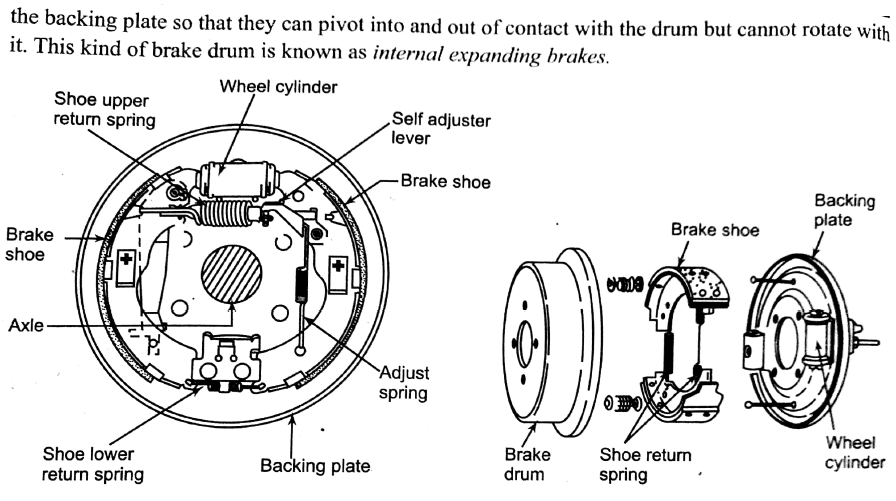 the backing plate so that they can pivot into and out of contact with the drum but cannot rotate with
it. This kind of brake drum is known as internal expanding brakes.
Wheel cylinder
Shoe upper
return spring
Self adjuster
lever
Brake shoe
Brake
shoe
Axle
Adjust
spring
Shoe lower
return spring
Backing plate
Backing
plate
Brake shoe
Brake
drum
Shoe return
spring
Wheel
cylinder